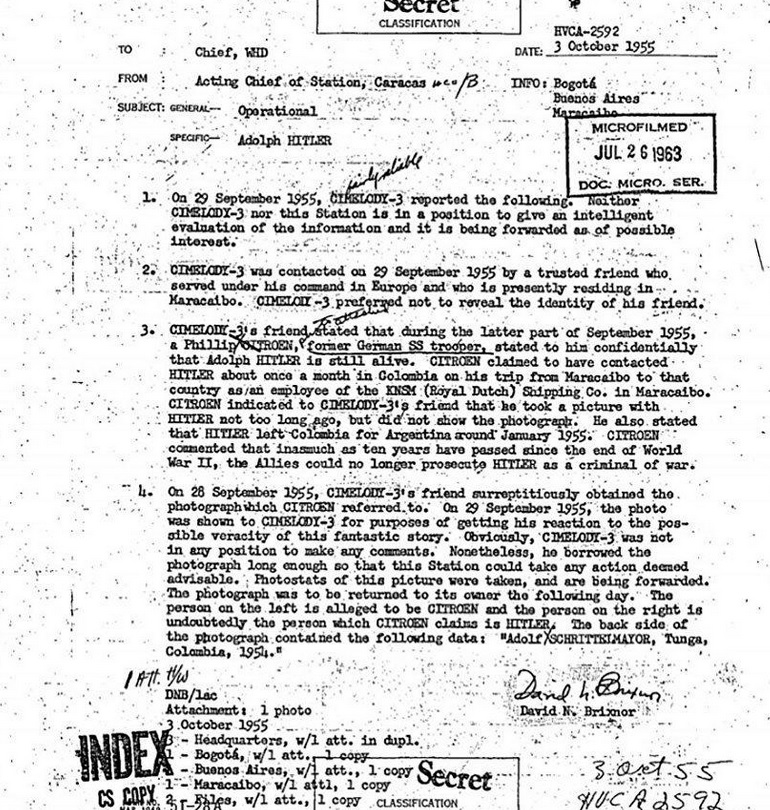 Secret
CLASSIFICATION
HVCA-2592
TO : Chief, WHD DATE: 3 October 1955
FROM : Acting Chief of Station, Caracas INFO: Bogotá
Buenos Aires
Maracaibo
SUBJECT: GENERAL— Operational
SPECIFIC— Adolph HITLER
MICROFILMED
JUL 26 1963
DOC. MICRO. SER.
fairly reliable
1. On 29 September 1955, CIMELODY-3 reported the following. Neither
CIMELODY-3 nor this Station is in a position to give an intelligent
evaluation of the information and it is being forwarded as of possible
interest.
2. CIMELODY-3 was contacted on 29 September 1955 by a trusted friend who
served under his command in Europe and who is presently residing in
Maracaibo. CIMELODY-3 preferred not to reveal the identity of his friend.
3. CIMELODY-3's friend stated that during the latter part of September 1955,
a Phillip CITROEN, former German SS trooper, stated to him confidentially
that Adolph HITLER is still alive. CITROEN claimed to have contacted
HITLER about once a month in Colombia on his trip from Maracaibo to that
country as an employee of the KNSM (Royal Dutch) Shipping Co. in Maracaibo.
CITROEN indicated to CIMELODY-3's friend that he took a picture with
HITLER not too long ago, but did not show the photograph. He also stated
that HITLER left Colombia for Argentina around January 1955. CITROEN
commented that inasmuch as ten years have passed since the end of World
War II, the Allies could no longer prosecute HITLER as a criminal of war.
4. On 28 September 1955, CIMELODY-3's friend surreptitiously obtained the
photograph which CITROEN referred to. On 29 September 1955, the photo
was shown to CIMELODY-3 for purposes of getting his reaction to the pos-
sible veracity of this fantastic story. Obviously, CIMELODY-3 was not
in any position to make any comments. Nonetheless, he borrowed the
photograph long enough so that this Station could take any action deemed
advisable. Photostats of this picture were taken, and are being forwarded.
The photograph was to be returned to its owner the following day. The
person on the left is alleged to be CITROEN and the person on the right is
undoubtedly the person which CITROEN claims is HITLER. The back side of
the photograph contained the following data: "Adolf SCHRITTELMAYOR, Tunga,
Colombia, 1954."
1 Att. H/W
DNB/lac
Attachment: 1 photo
3 October 1955
David N. Brixnor
David N. Brixnor
3 - Headquarters, w/1 att. in dupl.
1 - Bogotá, w/1 att., 1 copy
- Buenos Aires, w/1 att., 1 copy
1 - Maracaibo, w/1 att, 1 copy
2 - Files, w/1 att., 1 copy
INDEX
CS COPY
Secret
CLASSIFICATION
3 Oct 55
HVCA 2592